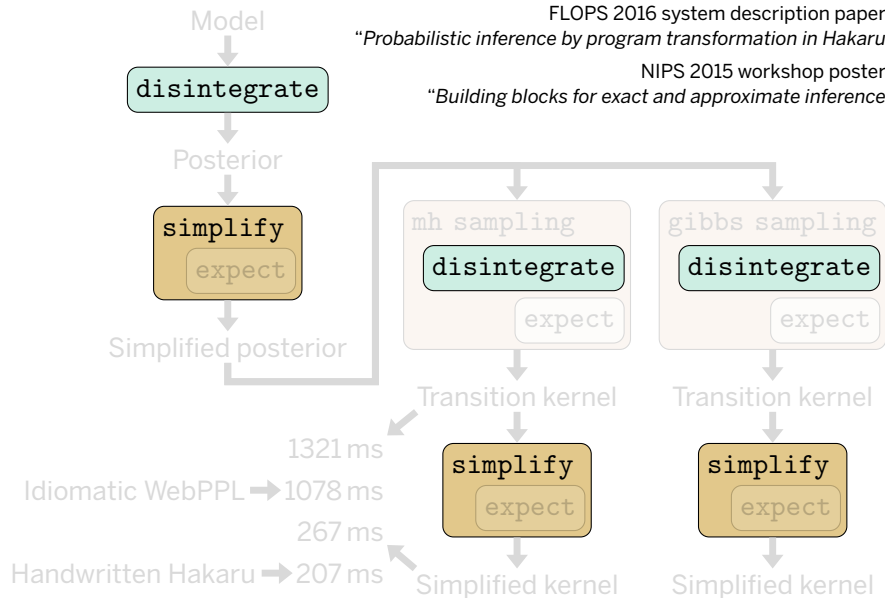 Model
FLOPS 2016 system description paper
“Probabilistic inference by program transformation in Hakaru
NIPS 2015 workshop poster
“Building blocks for exact and approximate inference
disintegrate
Posterior
simplify
expect
Simplified posterior
mh sampling
disintegrate
expect
gibbs sampling
disintegrate
expect
Transition kernel
Transition kernel
1321 ms
Idiomatic WebPPL 1078 ms
267 ms
Handwritten Hakaru 207 ms
simplify
expect
simplify
expect
Simplified kernel
Simplified kernel